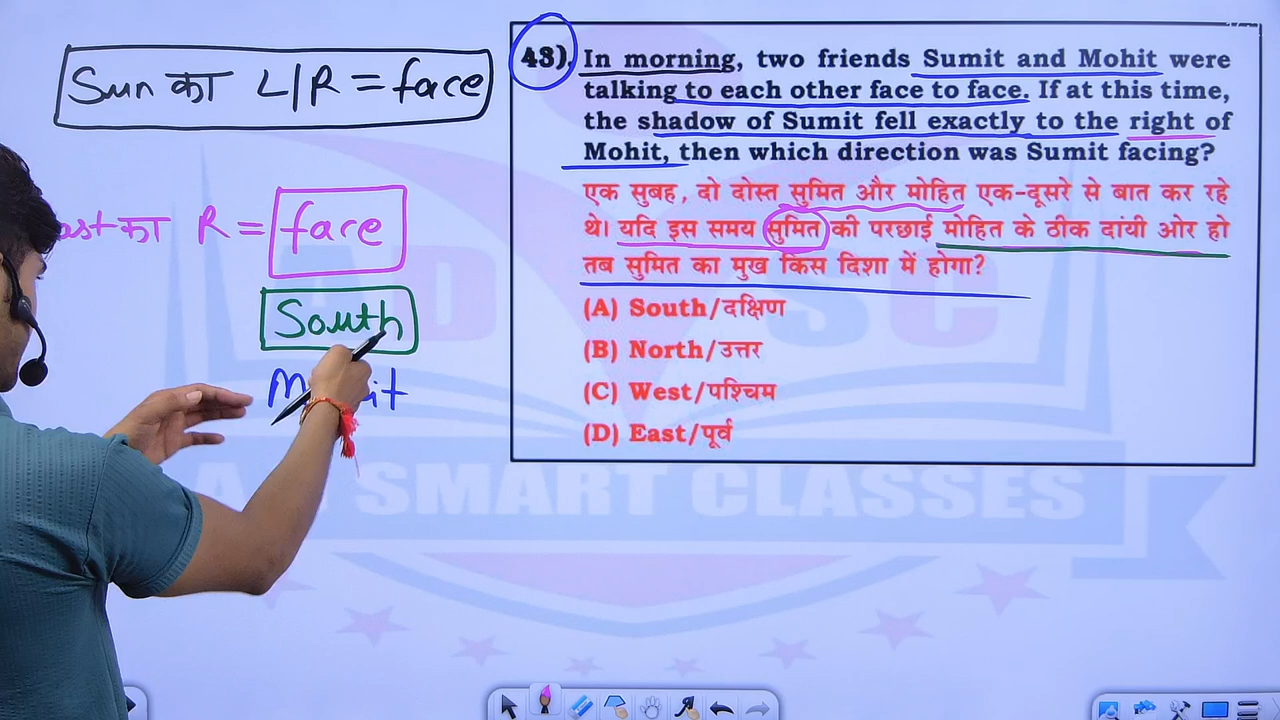 Sun का L/R = face
का R = face
South
43). In morning, two friends Sumit and Mohit were
talking to each other face to face. If at this time,
the shadow of Sumit fell exactly to the right of
Mohit, then which direction was Sumit facing?
एक सुबह, दो दोस्त सुमित और मोहित एक-दूसरे से बात कर रहे
थे। यदि इस समय सुमित की परछाई मोहित के ठीक दांयी ओर हो
तब सुमित का मुख किस दिशा में होगा?
(A) South/दक्षिण
(B) North/उत्तर
(C) West/पश्चिम
(D) East/पूर्व
SMART CLASSES